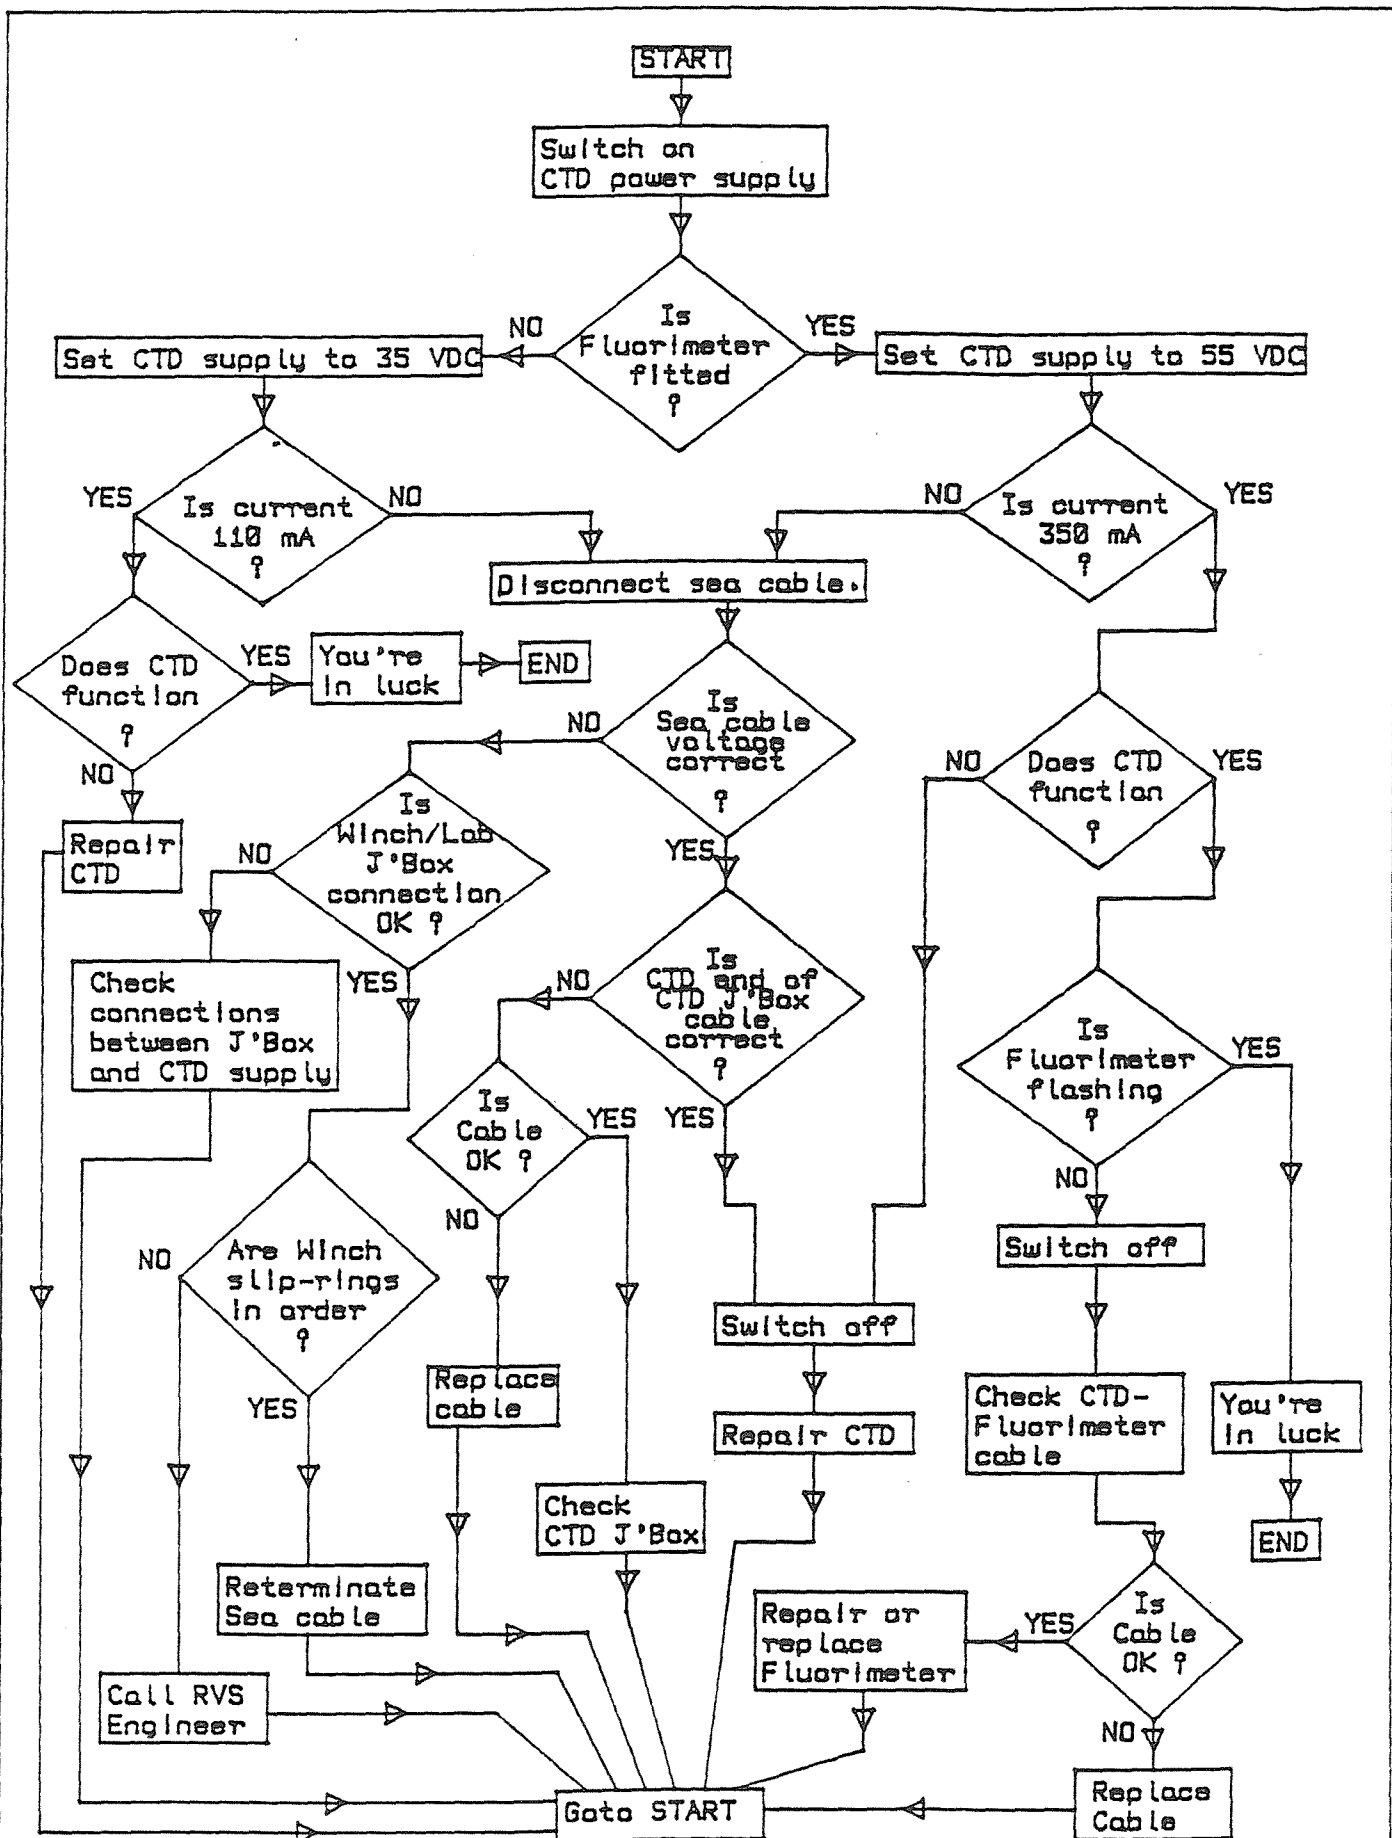 START
Switch on
CTD power supply
Is
Fluorimeter
fitted
?
NO
YES
Set CTD supply to 35 VDC
Set CTD supply to 55 VDC
Is current
110 mA
?
YES
NO
Is current
350 mA
?
NO
YES
Disconnect sea cable.
Does CTD
function
?
YES
NO
You're
in luck
END
Is
Sea cable
voltage
correct
?
NO
YES
Does CTD
function
?
NO
YES
Repair
CTD
Is
Winch/Lab
J'Box
connection
OK ?
NO
YES
Is
CTD end of
CTD J'Box
cable
correct
?
NO
YES
Check
connections
between J'Box
and CTD supply
Is
Fluorimeter
flashing
?
YES
NO
Is
Cable
OK ?
YES
NO
Are Winch
slip-rings
in order
?
NO
YES
Switch off
Switch off
Replace
cable
Repair CTD
Check CTD-
Fluorimeter
cable
You're
in luck
END
Check
CTD J'Box
Reterminate
Sea cable
Is
Cable
OK ?
YES
NO
Repair or
replace
Fluorimeter
Call RVS
Engineer
Replace
Cable
Goto START